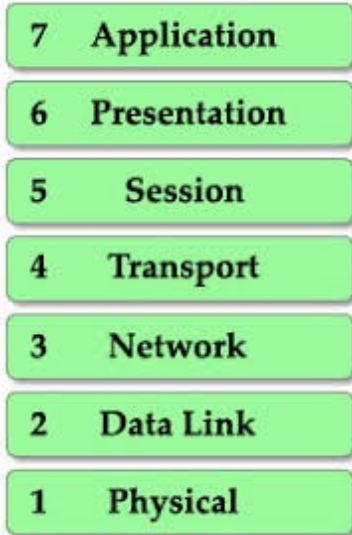 7 Application
6 Presentation
5 Session
4 Transport
3 Network
2 Data Link
1 Physical